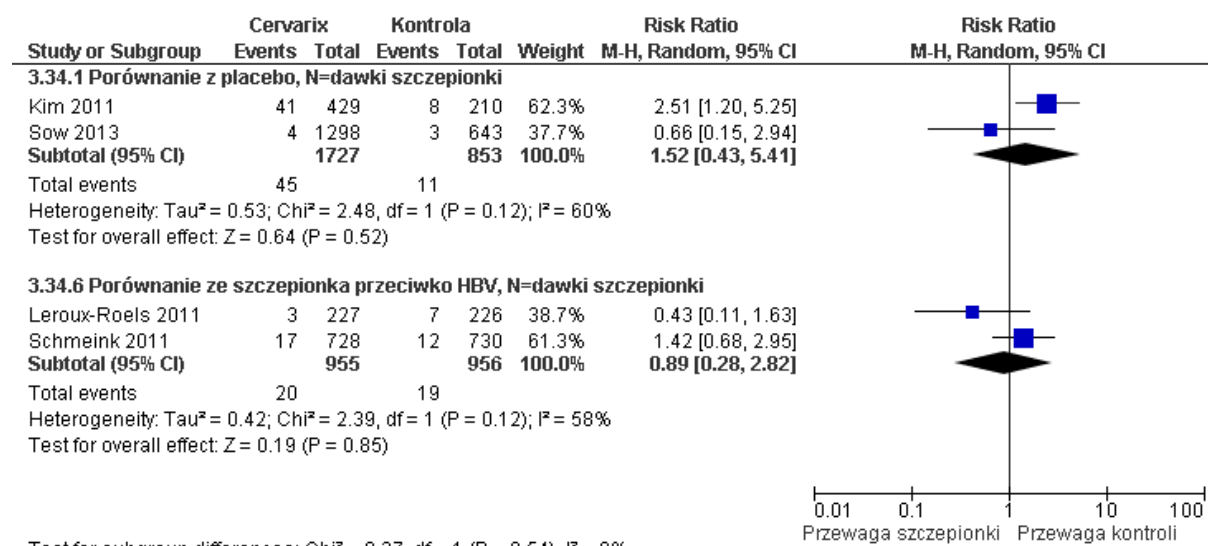 Cervarix Kontrola Risk Ratio Risk Ratio
Study or Subgroup Events Total Events Total Weight M-H, Random, 95% CI M-H, Random, 95% CI
3.34.1 Porównanie z placebo, N=dawki szczepionki
Kim 2011 41 429 8 210 62.3% 2.51 [1.20, 5.25]
Sow 2013 4 1298 3 643 37.7% 0.66 [0.15, 2.94]
Subtotal (95% CI) 1727 853 100.0% 1.52 [0.43, 5.41]
Total events 45 11
Heterogeneity: Tau² = 0.53; Chi² = 2.48, df = 1 (P = 0.12); I² = 60%
Test for overall effect: Z = 0.64 (P = 0.52)
3.34.6 Porównanie ze szczepionka przeciwko HBV, N=dawki szczepionki
Leroux-Roels 2011 3 227 7 226 38.7% 0.43 [0.11, 1.63]
Schmeink 2011 17 728 12 730 61.3% 1.42 [0.68, 2.95]
Subtotal (95% CI) 955 956 100.0% 0.89 [0.28, 2.82]
Total events 20 19
Heterogeneity: Tau² = 0.42; Chi² = 2.39, df = 1 (P = 0.12); I² = 58%
Test for overall effect: Z = 0.19 (P = 0.85)
0.01 0.1 1 10 100
Przewaga szczepionki Przewaga kontroli